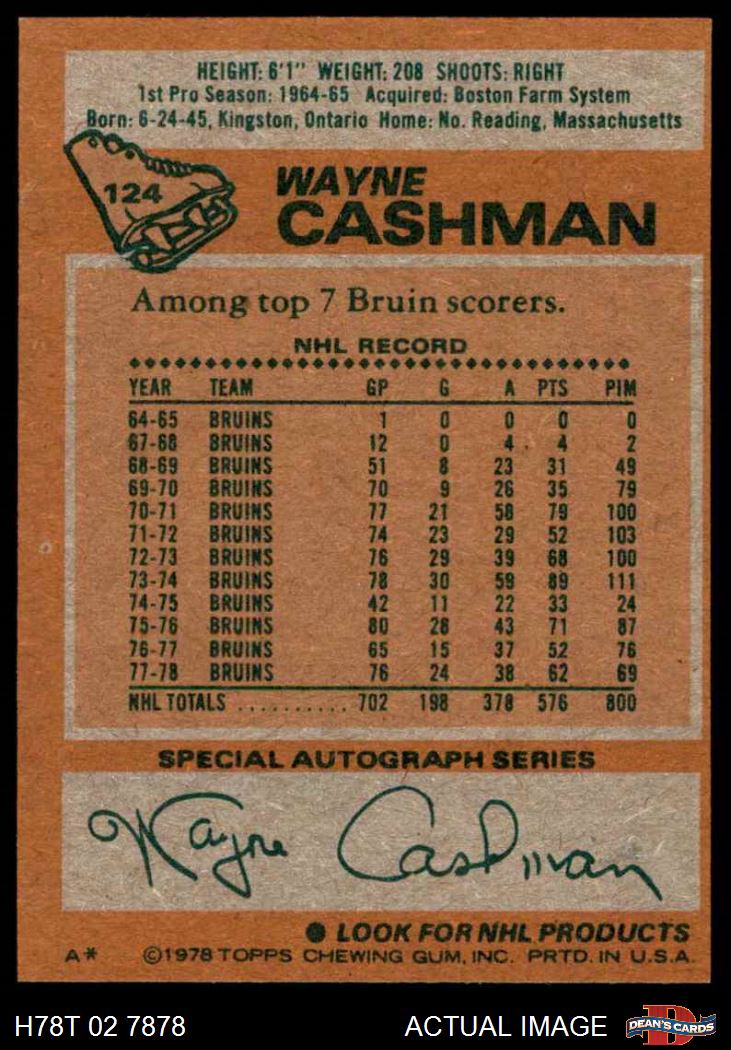 HEIGHT: 6'1" WEIGHT: 208 SHOOTS: RIGHT
1st Pro Season: 1964-65 Acquired: Boston Farm System
Born: 6-24-45, Kingston, Ontario Home: No. Reading, Massachusetts
124
WAYNE
CASHMAN
Among top 7 Bruin scorers.
NHL RECORD
YEAR TEAM GP G A PTS PIM
64-65 BRUINS 1 0 0 0 0
67-68 BRUINS 12 0 4 4 2
68-69 BRUINS 51 8 23 31 49
69-70 BRUINS 70 9 26 35 79
70-71 BRUINS 77 21 58 79 100
71-72 BRUINS 74 23 29 52 103
72-73 BRUINS 76 29 39 68 100
73-74 BRUINS 78 30 59 89 111
74-75 BRUINS 42 11 22 33 24
75-76 BRUINS 80 28 43 71 87
76-77 BRUINS 65 15 37 52 76
77-78 BRUINS 76 24 38 62 69
NHL TOTALS .......... 702 198 378 576 800
SPECIAL AUTOGRAPH SERIES
Wayne Cashman
● LOOK FOR NHL PRODUCTS
A* ©1978 TOPPS CHEWING GUM, INC. PRTD. IN U.S.A.
H78T 02 7878 ACTUAL IMAGE D DEAN'S CARDS